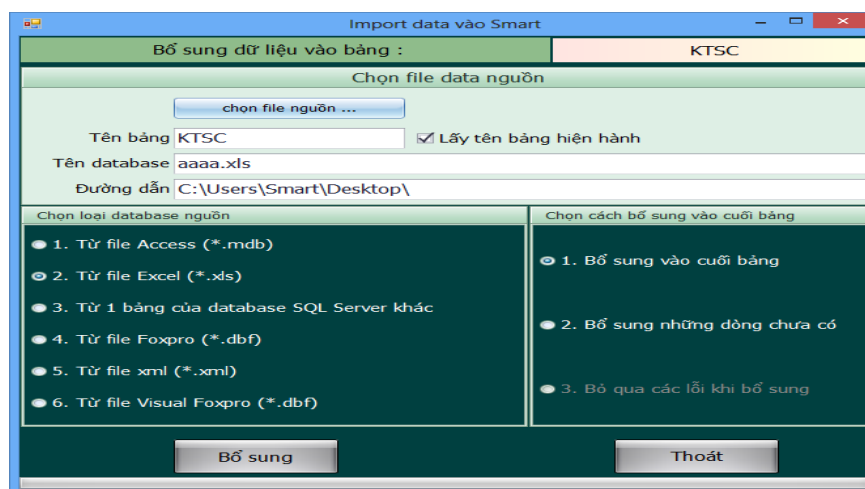 Import data vào Smart
Bổ sung dữ liệu vào bảng : KTSC
Chọn file data nguồn
chọn file nguồn ...
Tên bảng KTSC Lấy tên bảng hiện hành
Tên database aaaa.xls
Đường dẫn C:\Users\Smart\Desktop\
Chọn loại database nguồn
1. Từ file Access (*.mdb)
2. Từ file Excel (*.xls)
3. Từ 1 bảng của database SQL Server khác
4. Từ file Foxpro (*.dbf)
5. Từ file xml (*.xml)
6. Từ file Visual Foxpro (*.dbf)
Chọn cách bổ sung vào cuối bảng
1. Bổ sung vào cuối bảng
2. Bổ sung những dòng chưa có
3. Bỏ qua các lỗi khi bổ sung
Bổ sung
Thoát